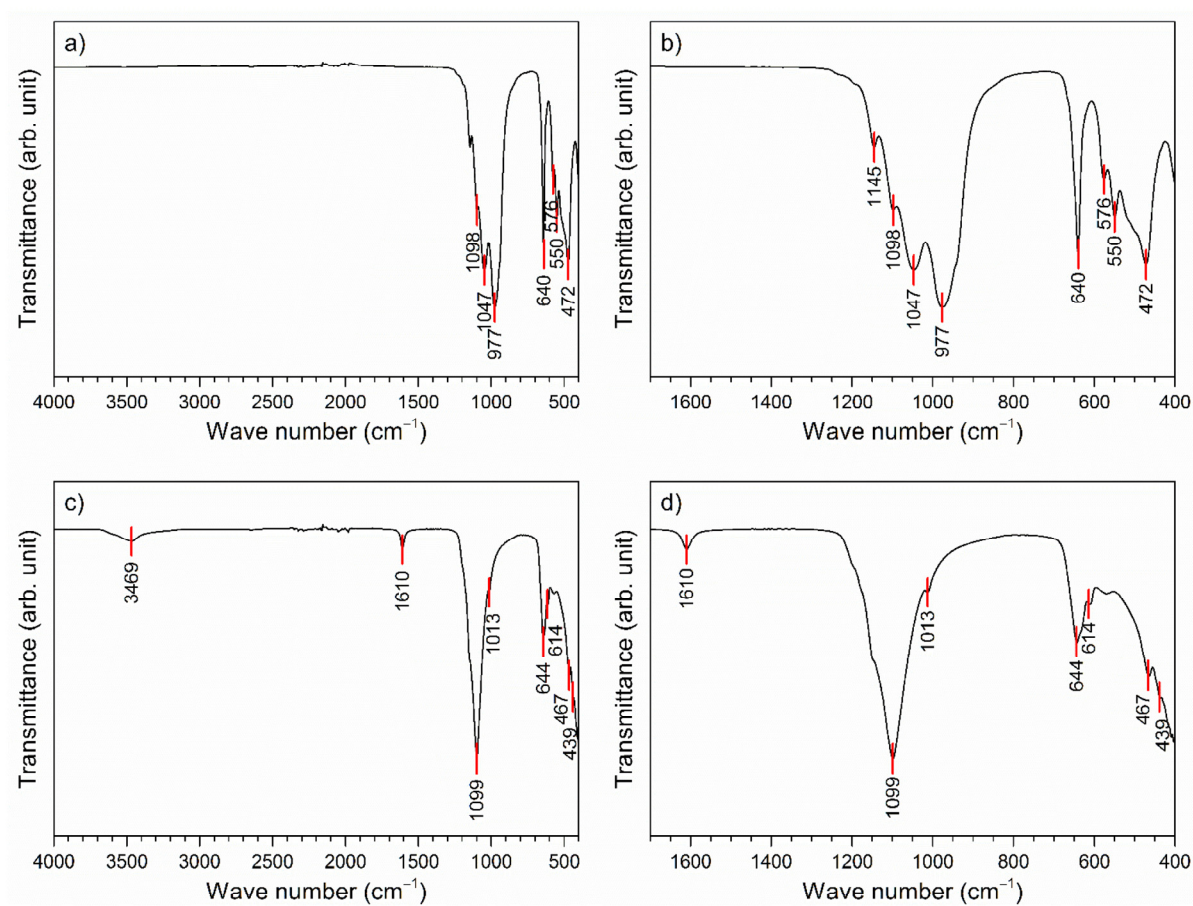 a)
Transmittance (arb. unit)
1098
1047
977
640
576
550
472
4000 3500 3000 2500 2000 1500 1000 500
Wave number (cm⁻¹)
b)
Transmittance (arb. unit)
1145
1098
1047
977
640
576
550
472
1600 1400 1200 1000 800 600 400
Wave number (cm⁻¹)
c)
Transmittance (arb. unit)
3469
1610
1099
1013
644
614
467
439
4000 3500 3000 2500 2000 1500 1000 500
Wave number (cm⁻¹)
d)
Transmittance (arb. unit)
1610
1099
1013
644
614
467
439
1600 1400 1200 1000 800 600 400
Wave number (cm⁻¹)